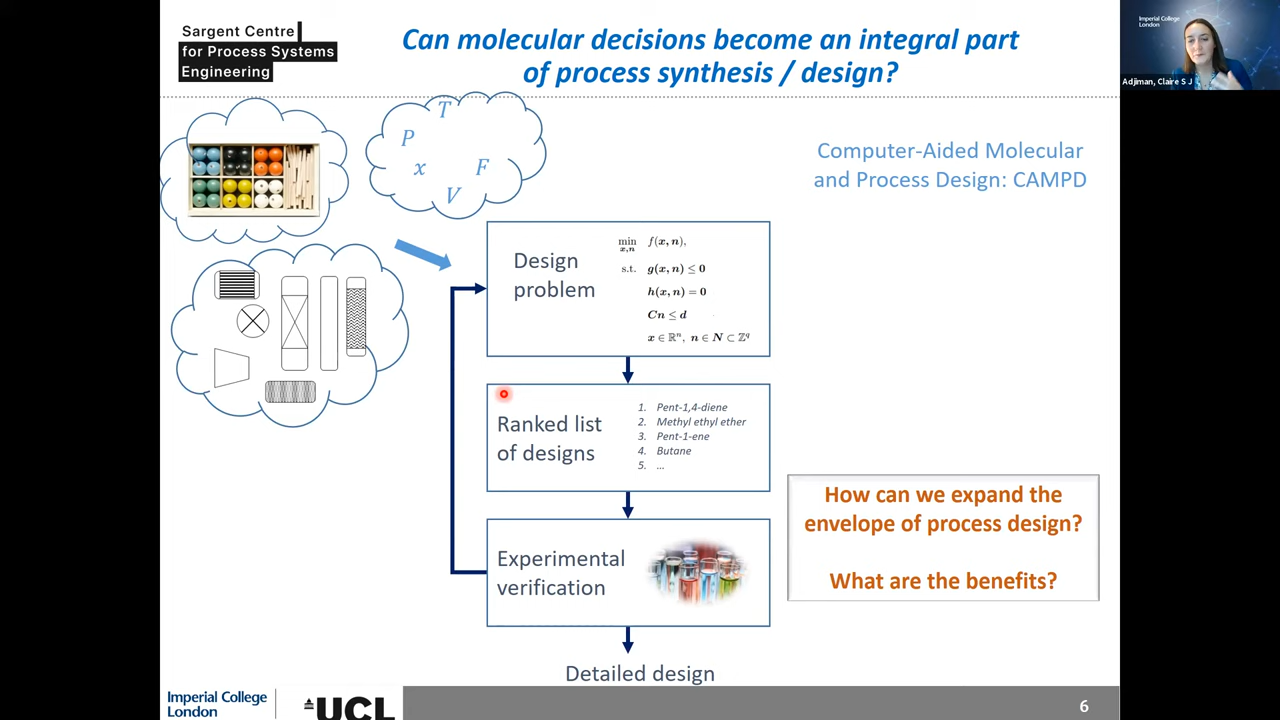 Sargent Centre
for Process Systems
Engineering
Can molecular decisions become an integral part
of process synthesis / design?
Imperial College
London
Adjiman, Claire S J
T
P
x
F
V
Computer-Aided Molecular
and Process Design: CAMPD
Design
problem
min f(x, n),
x,n
s.t. g(x, n) ≤ 0
h(x, n) = 0
Cn ≤ d
x ∈ ℝⁿ, n ∈ N ⊂ ℤ^q
Ranked list
of designs
1. Pent-1,4-diene
2. Methyl ethyl ether
3. Pent-1-ene
4. Butane
5. ...
How can we expand the
envelope of process design?
What are the benefits?
Experimental
verification
Detailed design
Imperial College
London
UCL
6